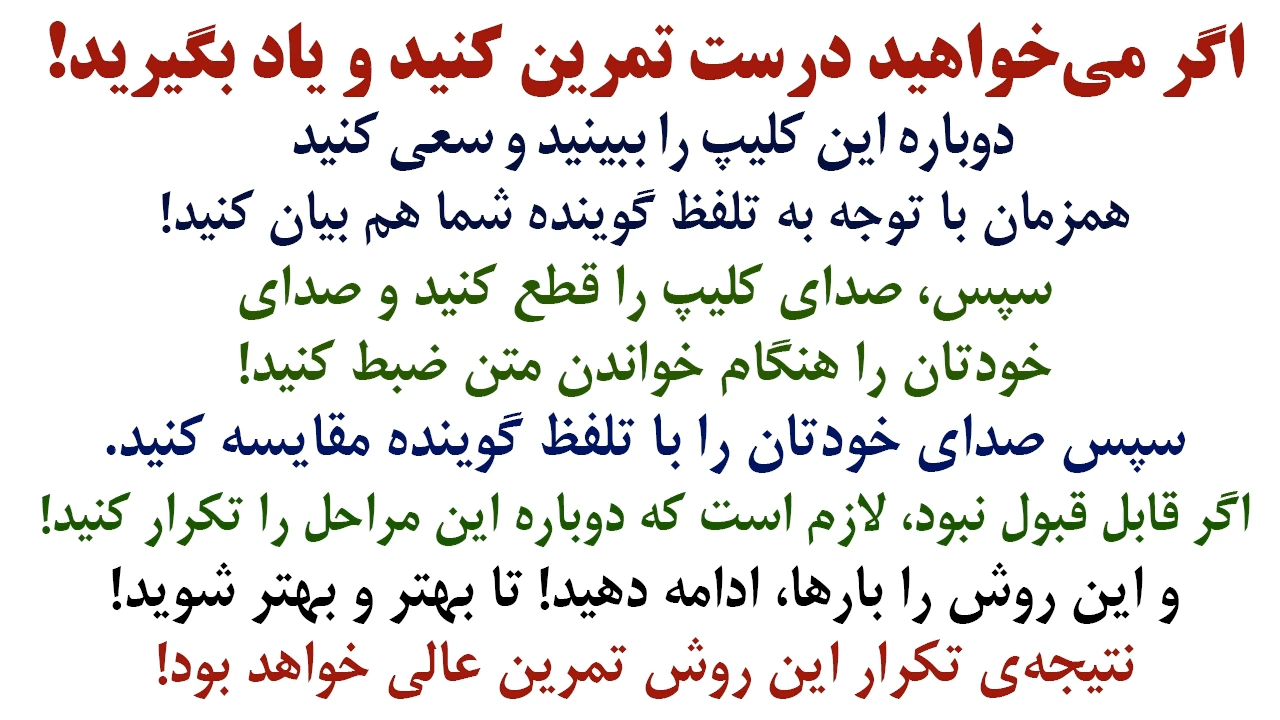 اگر می‌خواهید درست تمرین کنید و یاد بگیرید!
دوباره این کلیپ را ببینید و سعی کنید
همزمان با توجه به تلفظ گوینده شما هم بیان کنید!
سپس، صدای کلیپ را قطع کنید و صدای
خودتان را هنگام خواندن متن ضبط کنید!
سپس صدای خودتان را با تلفظ گوینده مقایسه کنید.
اگر قابل قبول نبود، لازم است که دوباره این مراحل را تکرار کنید!
و این روش را بارها، ادامه دهید! تا بهتر و بهتر شوید!
نتیجه‌ی تکرار این روش تمرین عالی خواهد بود!